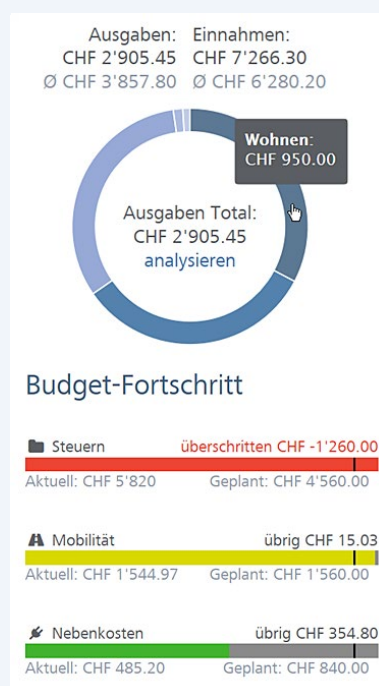 Ausgaben: Einnahmen:
CHF 2'905.45 CHF 7'266.30
Ø CHF 3'857.80 Ø CHF 6'280.20
Wohnen:
CHF 950.00
Ausgaben Total:
CHF 2'905.45
analysieren
Budget-Fortschritt
Steuern überschritten CHF -1'260.00
Aktuell: CHF 5'820 Geplant: CHF 4'560.00
Mobilität übrig CHF 15.03
Aktuell: CHF 1'544.97 Geplant: CHF 1'560.00
Nebenkosten übrig CHF 354.80
Aktuell: CHF 485.20 Geplant: CHF 840.00